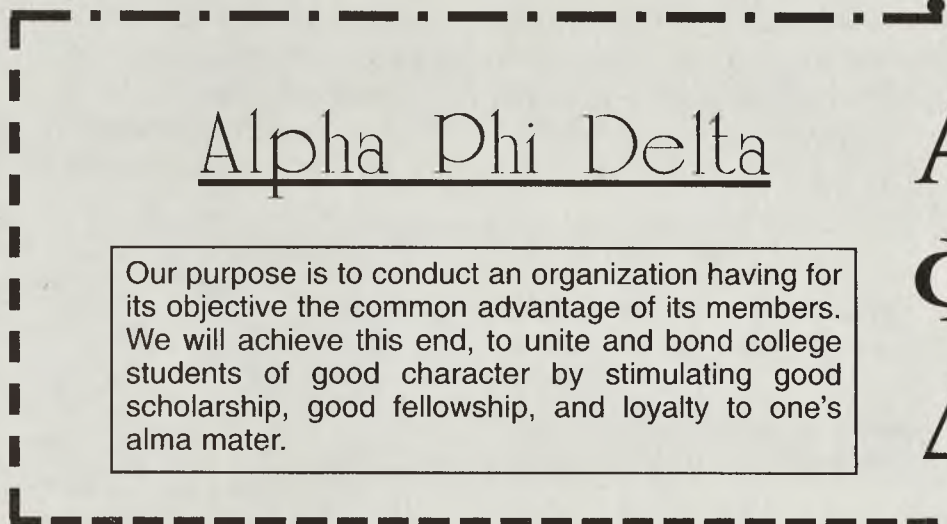 Alpha Phi Delta
Our purpose is to conduct an organization having for
its objective the common advantage of its members.
We will achieve this end, to unite and bond college
students of good character by stimulating good
scholarship, good fellowship, and loyalty to one's
alma mater.